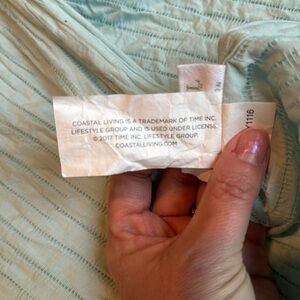 COASTAL LIVING IS A TRADEMARK OF TIME INC.
LIFESTYLE GROUP AND IS USED UNDER LICENSE.
© 2017 TIME INC. LIFESTYLE GROUP
COASTALLIVING.COM
1116